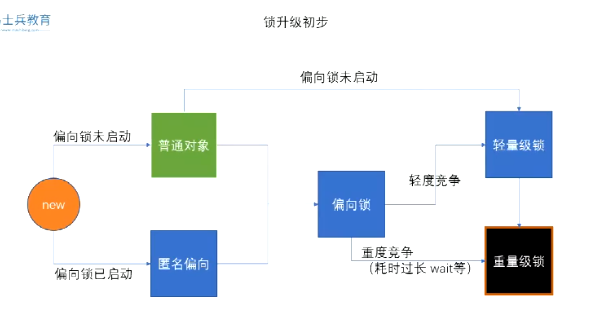 士兵教育
锁升级初步
偏向锁未启动
偏向锁未启动
普通对象
轻量级锁
轻度竞争
new
偏向锁
重度竞争
（耗时过长 wait等）
匿名偏向
重量级锁
偏向锁已启动